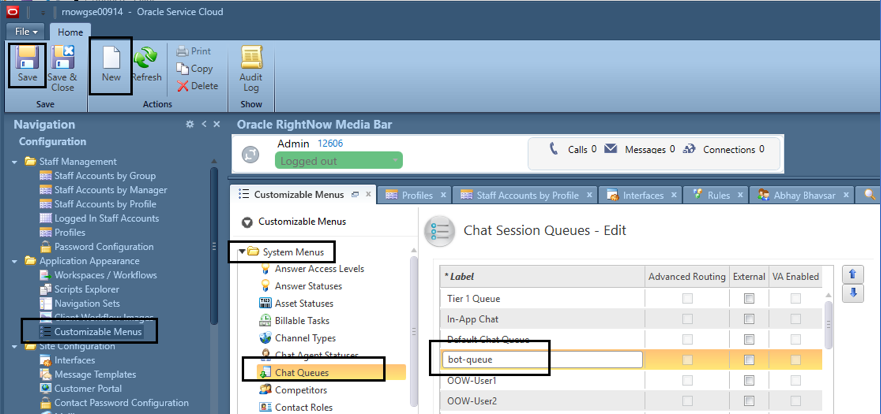 rnowgse00914 - Oracle Service Cloud
File Home
Save Save & Close New Refresh Print Copy Delete Audit Log
Save Actions Show
Navigation
Configuration
Staff Management
Staff Accounts by Group
Staff Accounts by Manager
Staff Accounts by Profile
Logged In Staff Accounts
Profiles
Password Configuration
Application Appearance
Workspaces / Workflows
Scripts Explorer
Navigation Sets
Client Workflow Images
Customizable Menus
Site Configuration
Interfaces
Message Templates
Customer Portal
Contact Password Configuration
Oracle RightNow Media Bar
Admin 12606
Logged out
Calls 0 Messages 0 Connections 0
Customizable Menus Profiles Staff Accounts by Profile Interfaces Rules Abhay Bhavsar
Customizable Menus
System Menus
Answer Access Levels
Answer Statuses
Asset Statuses
Billable Tasks
Channel Types
Chat Agent Statuses
Chat Queues
Competitors
Contact Roles
Chat Session Queues - Edit
* Label Advanced Routing External VA Enabled
Tier 1 Queue
In-App Chat
Default Chat Queue
bot-queue
OOW-User1
OOW-User2